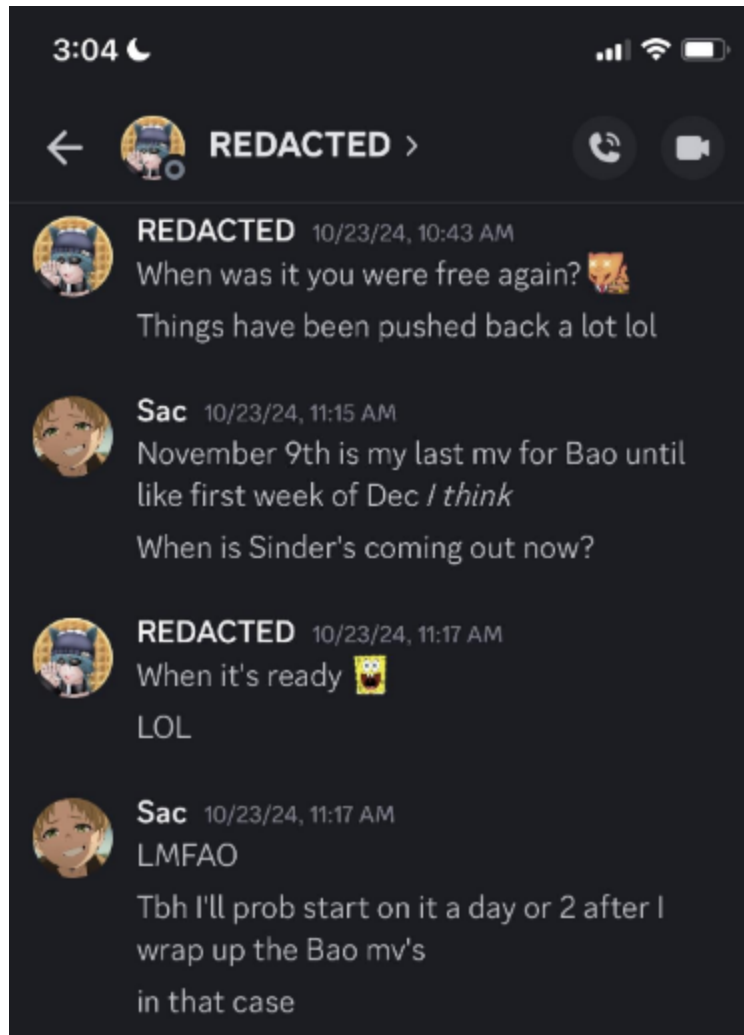 3:04
REDACTED >
REDACTED 10/23/24, 10:43 AM
When was it you were free again?
Things have been pushed back a lot lol
Sac 10/23/24, 11:15 AM
November 9th is my last mv for Bao until
like first week of Dec I think
When is Sinder's coming out now?
REDACTED 10/23/24, 11:17 AM
When it's ready
LOL
Sac 10/23/24, 11:17 AM
LMFAO
Tbh I'll prob start on it a day or 2 after I
wrap up the Bao mv's
in that case